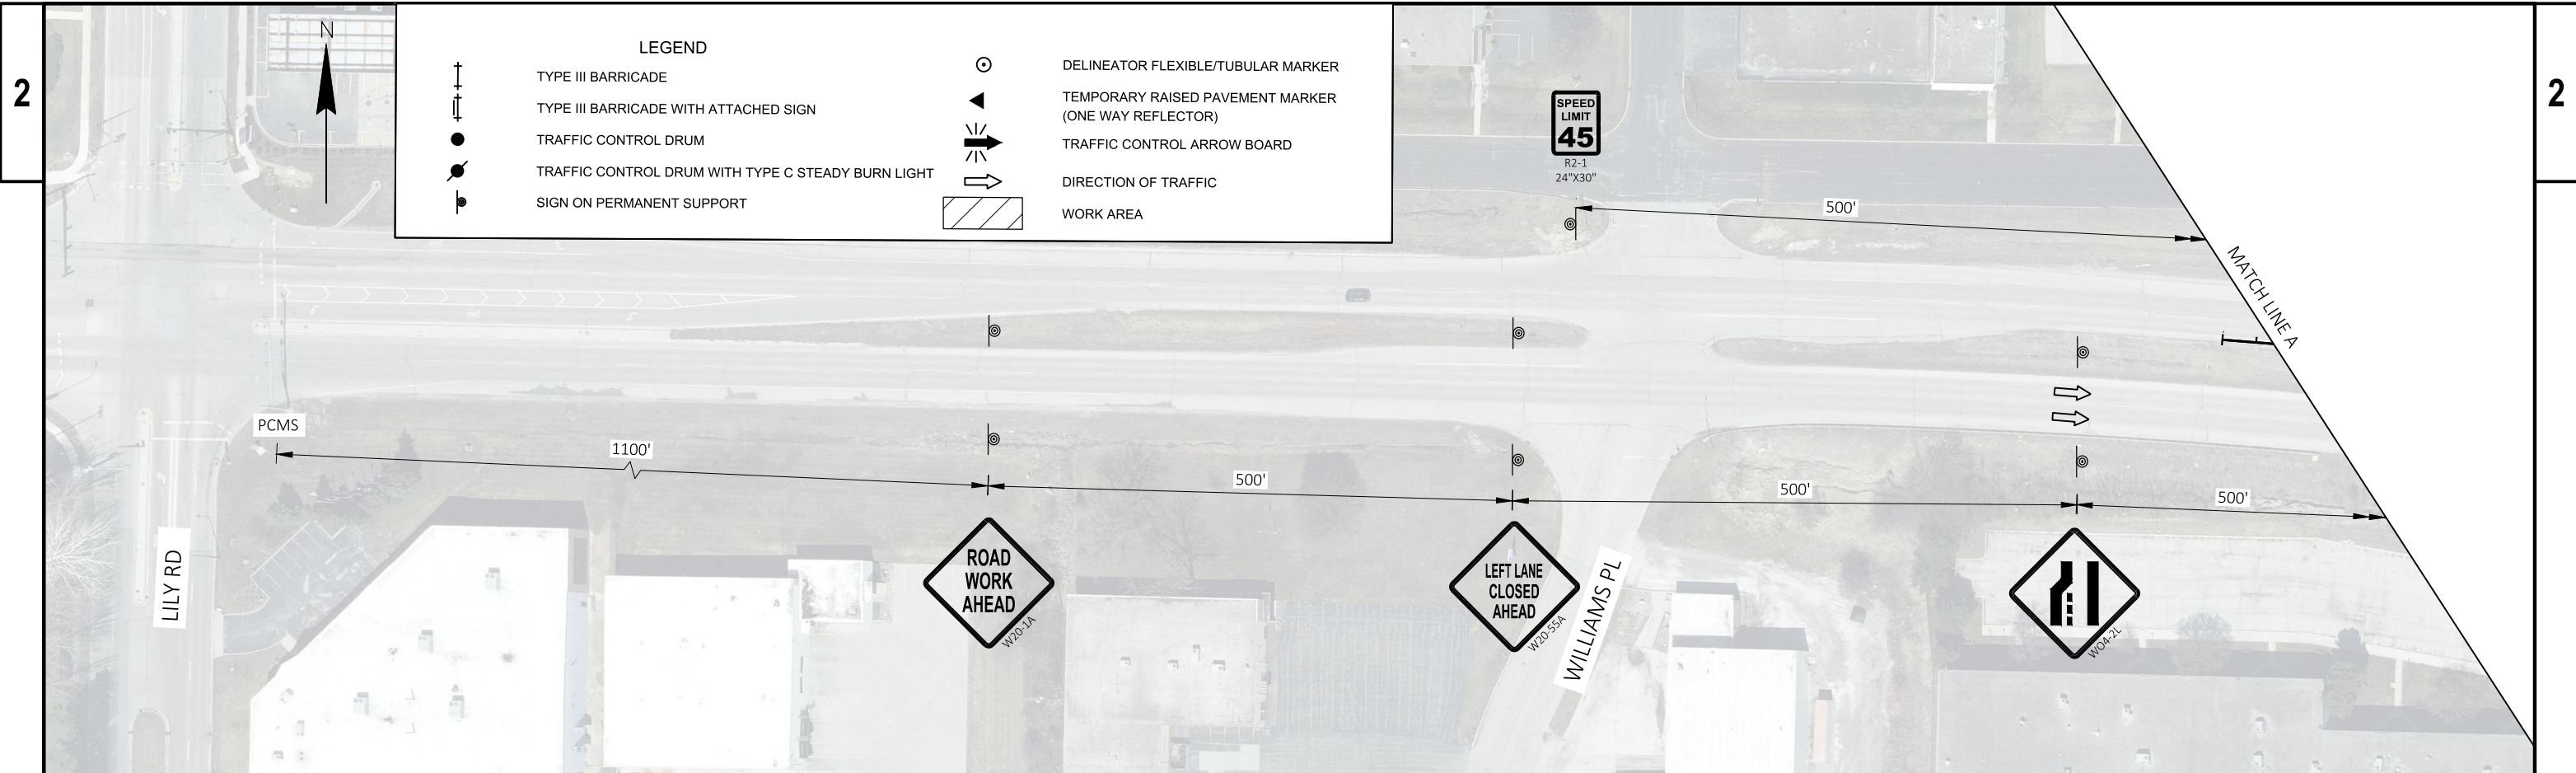 2
N
LEGEND
TYPE III BARRICADE
TYPE III BARRICADE WITH ATTACHED SIGN
TRAFFIC CONTROL DRUM
TRAFFIC CONTROL DRUM WITH TYPE C STEADY BURN LIGHT
SIGN ON PERMANENT SUPPORT
DELINEATOR FLEXIBLE/TUBULAR MARKER
TEMPORARY RAISED PAVEMENT MARKER
(ONE WAY REFLECTOR)
TRAFFIC CONTROL ARROW BOARD
DIRECTION OF TRAFFIC
WORK AREA
SPEED
LIMIT
45
R2-1
24"X30"
500'
MATCH LINE A
2
PCMS
1100'
500'
500'
500'
LILY RD
ROAD
WORK
AHEAD
W20-1A
LEFT LANE
CLOSED
AHEAD
W20-55A
WILLIAMS PL
WO4-2L